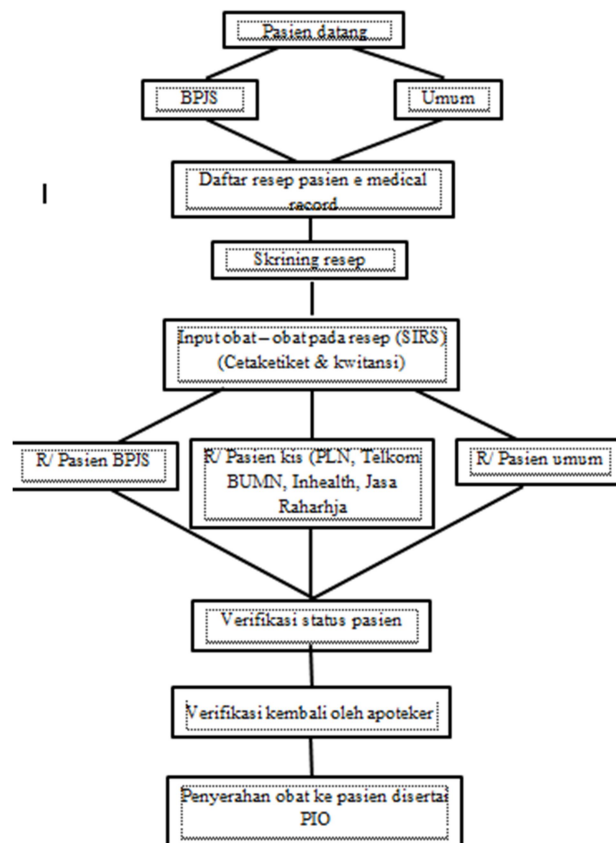 Pasien datang
BPJS
Umum
Daftar resep pasien e medical
record
Skrining resep
Input obat – obat pada resep (SIRS)
(Cetaketiket & kwitansi)
R/ Pasien BPJS
R/ Pasien kis (PLN, Telkom
BUMN, Inhealth, Jasa
Raharhja
R/ Pasien umum
Verifikasi status pasien
Verifikasi kembali oleh apoteker
Penyerahan obat ke pasien disertai
PIO